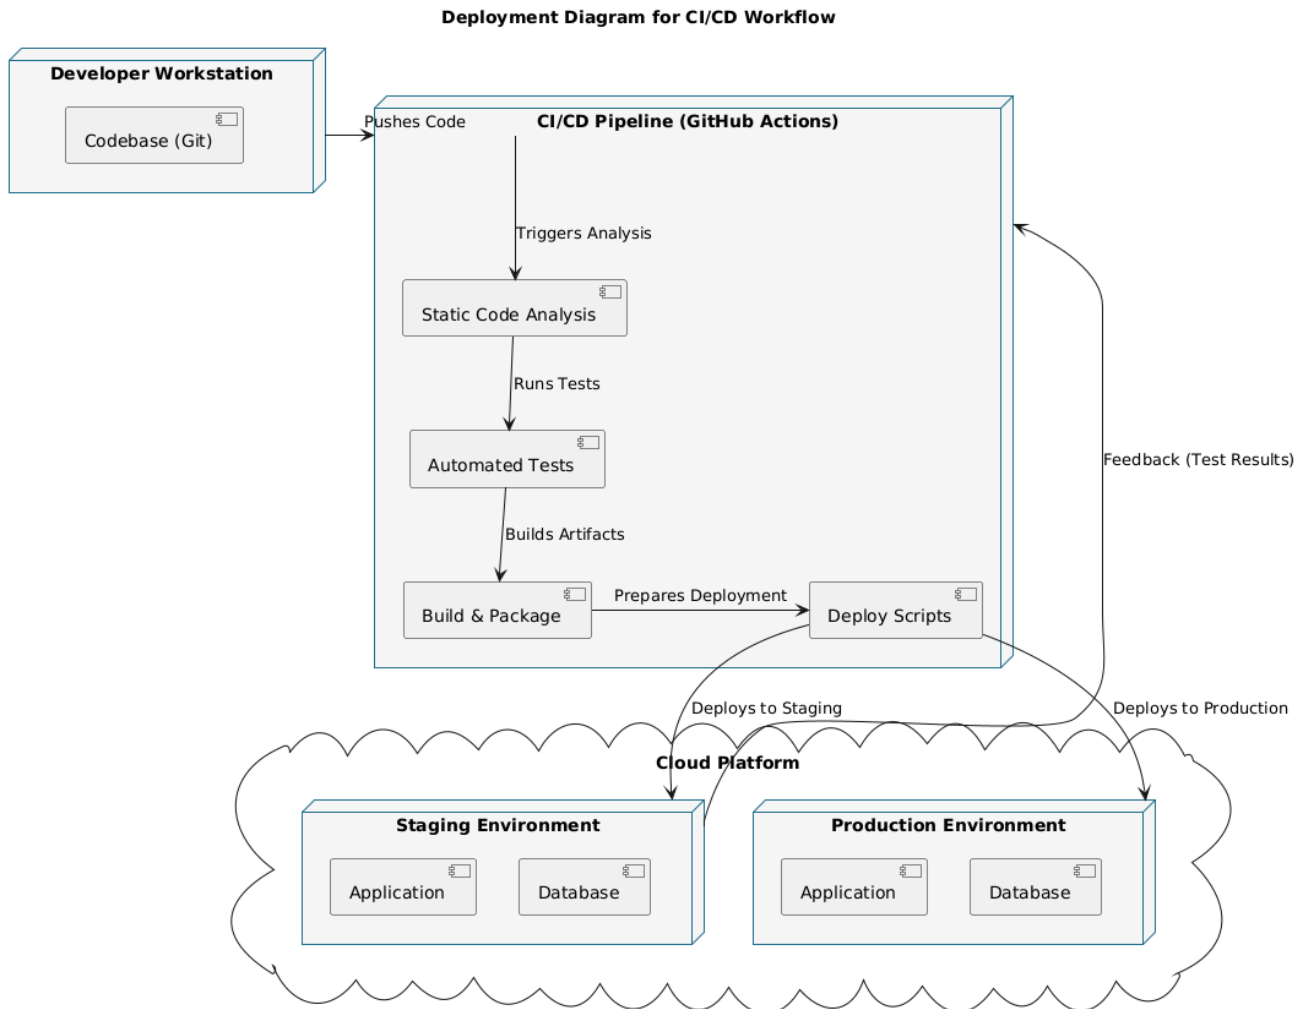 Deployment Diagram for CI/CD Workflow
Developer Workstation
Codebase (Git)
Pushes Code
CI/CD Pipeline (GitHub Actions)
Triggers Analysis
Static Code Analysis
Runs Tests
Automated Tests
Feedback (Test Results)
Builds Artifacts
Build & Package
Prepares Deployment
Deploy Scripts
Deploys to Staging
Deploys to Production
Cloud Platform
Staging Environment
Application
Database
Production Environment
Application
Database